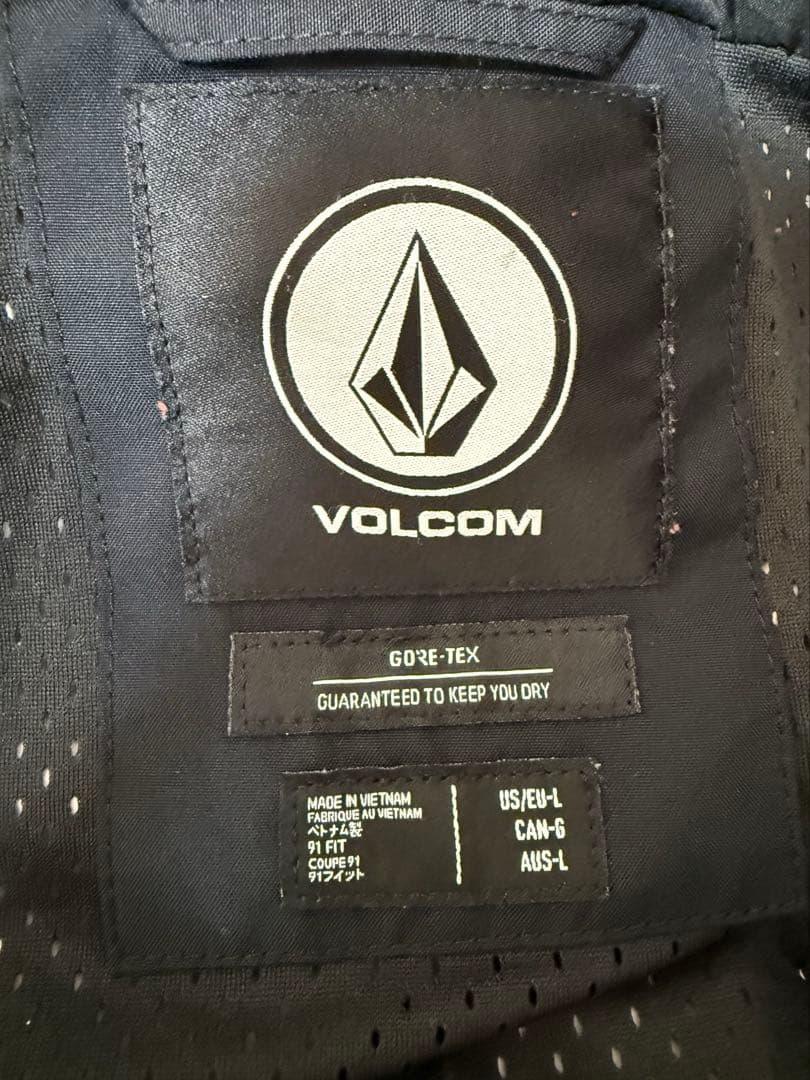 VOLCOM
GORE-TEX
GUARANTEED TO KEEP YOU DRY
MADE IN VIETNAM
FABRIQUE AU VIETNAM
ベトナム製
91 FIT
COUPE 91
91フィット
US/EU-L
CAN-G
AUS-L